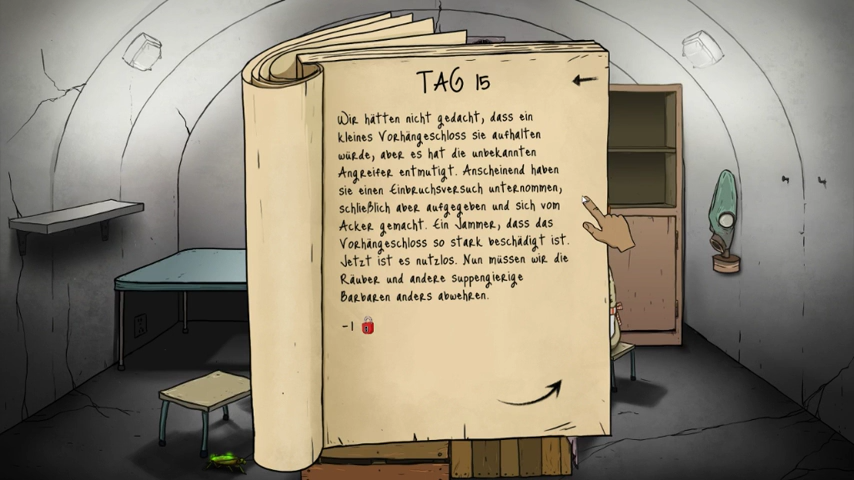 TAG 15
Wir hätten nicht gedacht, dass ein
kleines Vorhängeschloss sie aufhalten
würde, aber es hat die unbekannten
Angreifer entmutigt. Anscheinend haben
sie einen Einbruchsversuch unternommen,
schließlich aber aufgegeben und sich vom
Acker gemacht. Ein Jammer, dass das
Vorhängeschloss so stark beschädigt ist.
Jetzt ist es nutzlos. Nun müssen wir die
Räuber und andere suppengierige
Barbaren anders abwehren.
-1